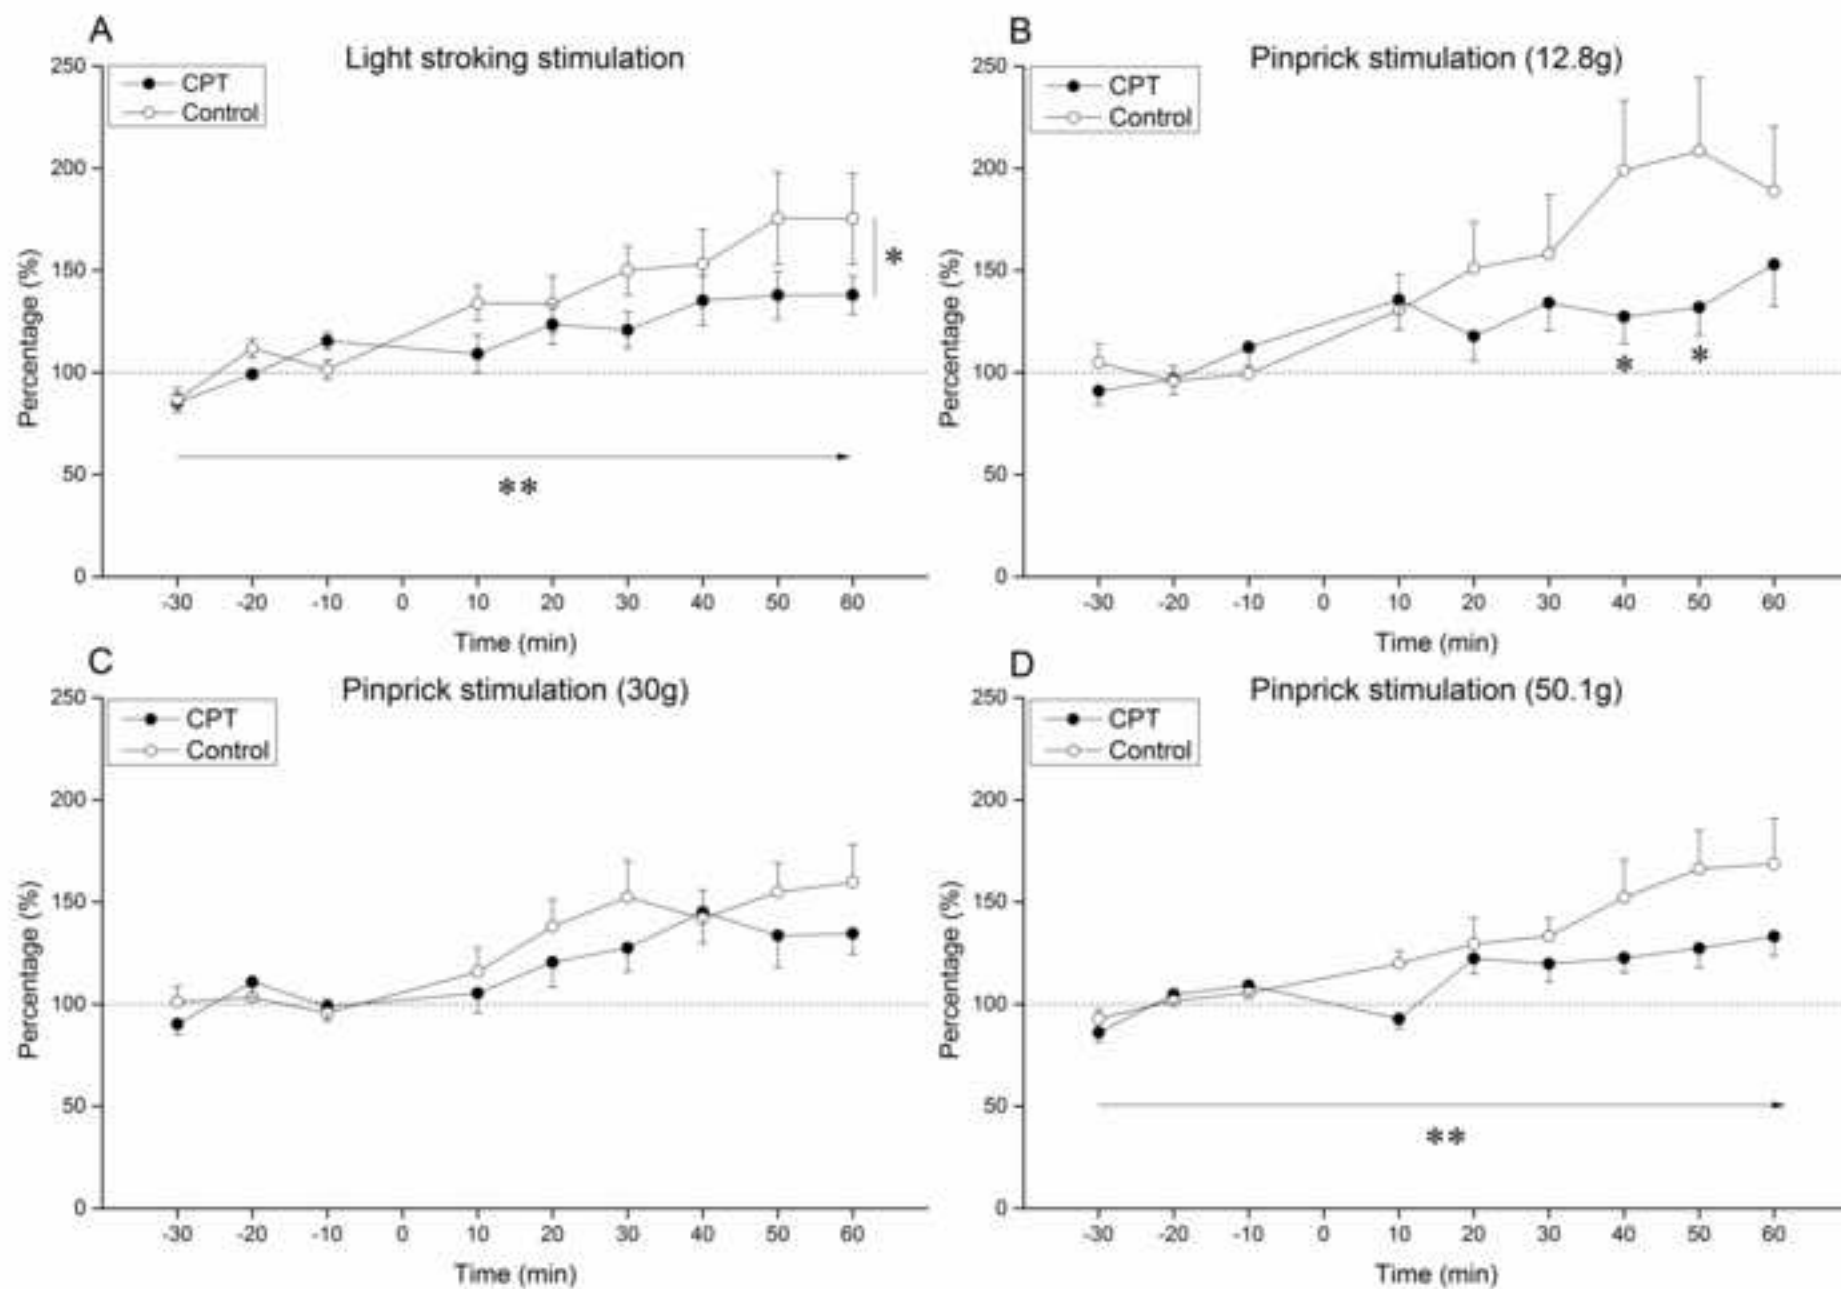 A
Light stroking stimulation
250
200
150
100
50
0
CPT
Control
Percentage (%)
*
**
-30 -20 -10 0 10 20 30 40 50 60
Time (min)
B
Pinprick stimulation (12.8g)
250
200
150
100
50
0
CPT
Control
Percentage (%)
* *
-30 -20 -10 0 10 20 30 40 50 60
Time (min)
C
Pinprick stimulation (30g)
250
200
150
100
50
0
CPT
Control
Percentage (%)
-30 -20 -10 0 10 20 30 40 50 60
Time (min)
D
Pinprick stimulation (50.1g)
250
200
150
100
50
0
CPT
Control
Percentage (%)
**
-30 -20 -10 0 10 20 30 40 50 60
Time (min)